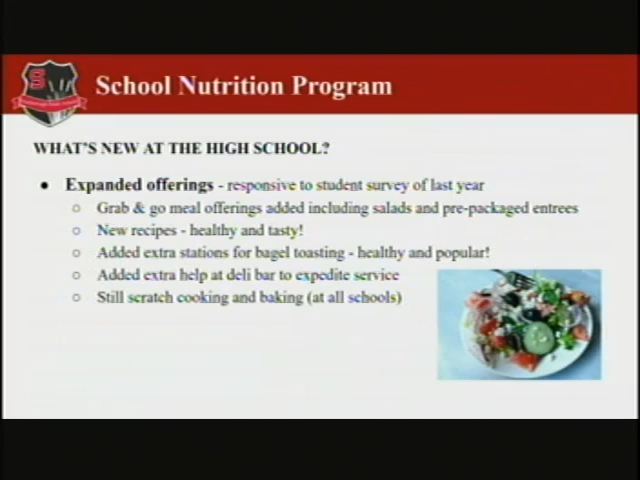 School Nutrition Program
S
WHAT'S NEW AT THE HIGH SCHOOL?
● Expanded offerings - responsive to student survey of last year
○ Grab & go meal offerings added including salads and pre-packaged entrees
○ New recipes - healthy and tasty!
○ Added extra stations for bagel toasting - healthy and popular!
○ Added extra help at deli bar to expedite service
○ Still scratch cooking and baking (at all schools)